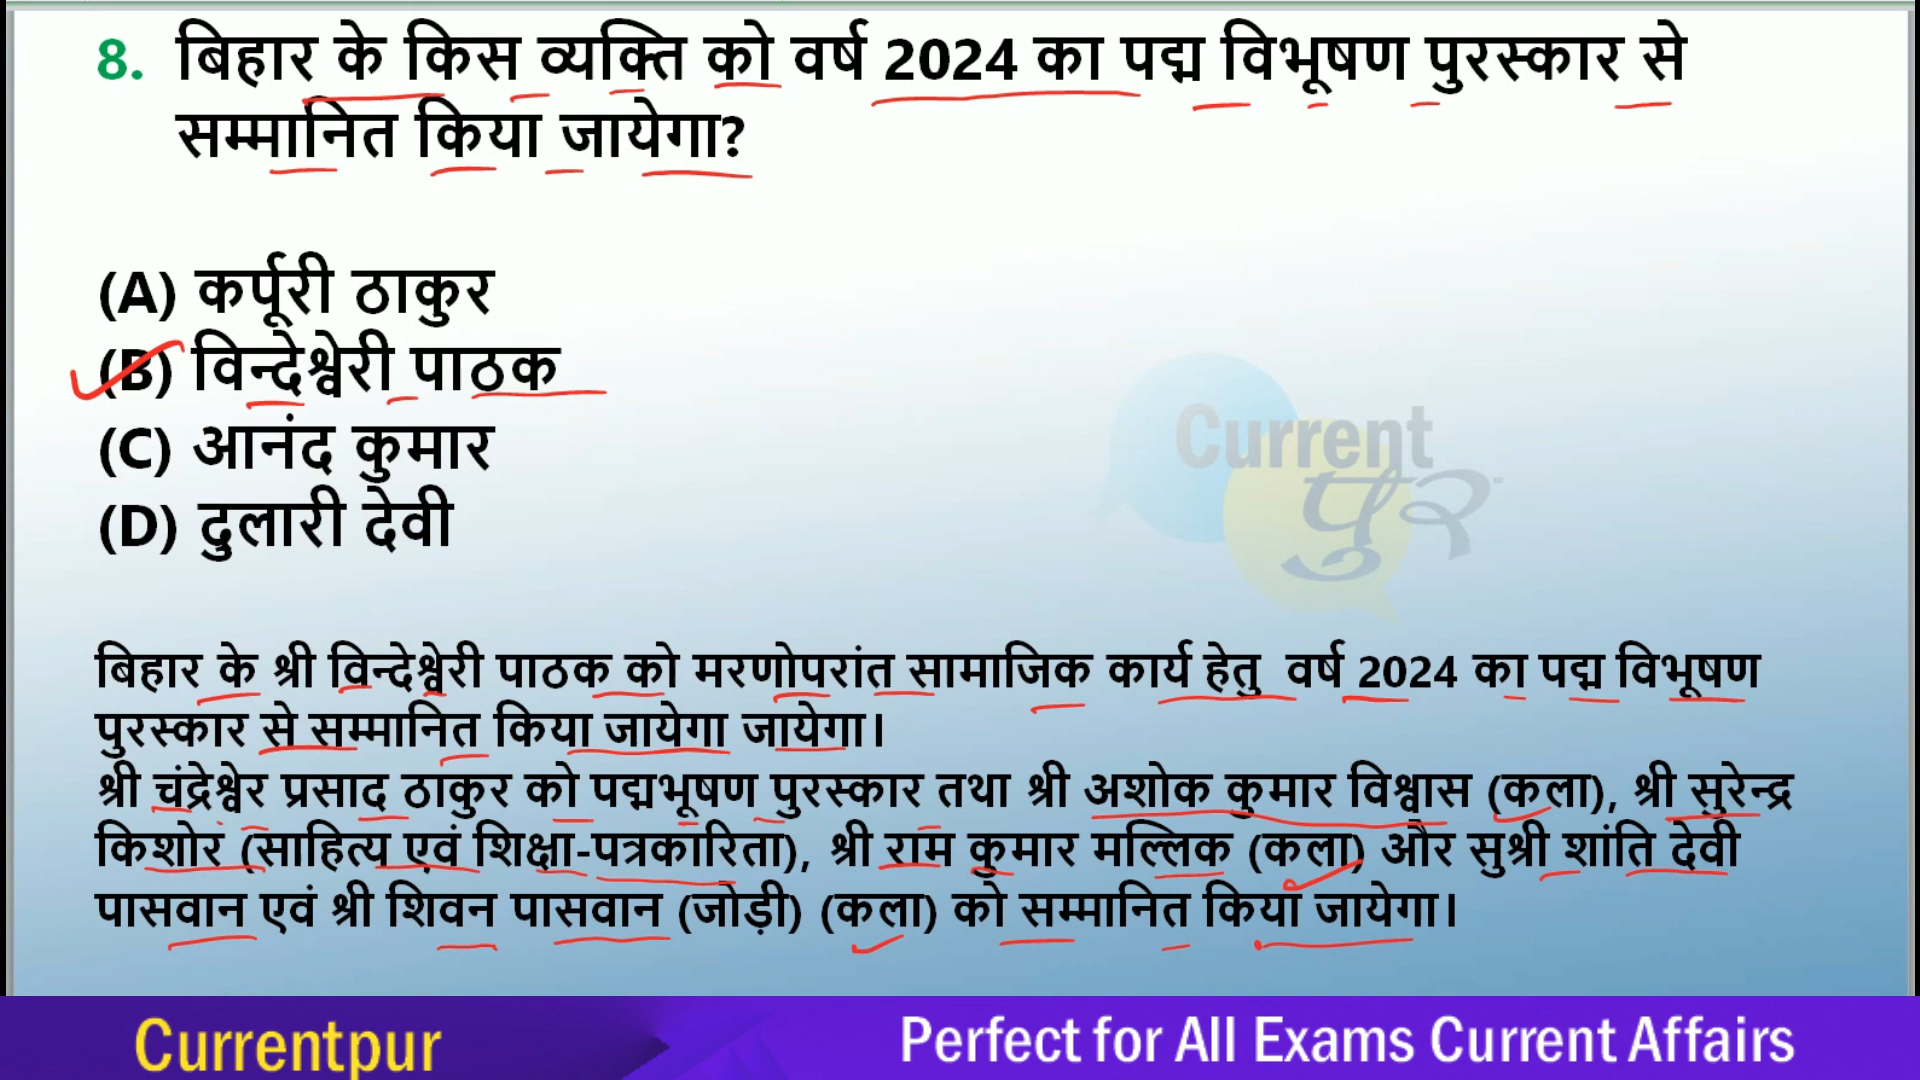 8. बिहार के किस व्यक्ति को वर्ष 2024 का पद्म विभूषण पुरस्कार से
सम्मानित किया जायेगा?
(A) कर्पूरी ठाकुर
(B) विन्देश्वेरी पाठक
(C) आनंद कुमार
(D) दुलारी देवी
Current
पुर
बिहार के श्री विन्देश्वेरी पाठक को मरणोपरांत सामाजिक कार्य हेतु वर्ष 2024 का पद्म विभूषण
पुरस्कार से सम्मानित किया जायेगा जायेगा।
श्री चंद्रेश्वेर प्रसाद ठाकुर को पद्मभूषण पुरस्कार तथा श्री अशोक कुमार विश्वास (कला), श्री सुरेन्द्र
किशोर (साहित्य एवं शिक्षा-पत्रकारिता), श्री राम कुमार मल्लिक (कला) और सुश्री शांति देवी
पासवान एवं श्री शिवन पासवान (जोड़ी) (कला) को सम्मानित किया जायेगा।
Currentpur
Perfect for All Exams Current Affairs